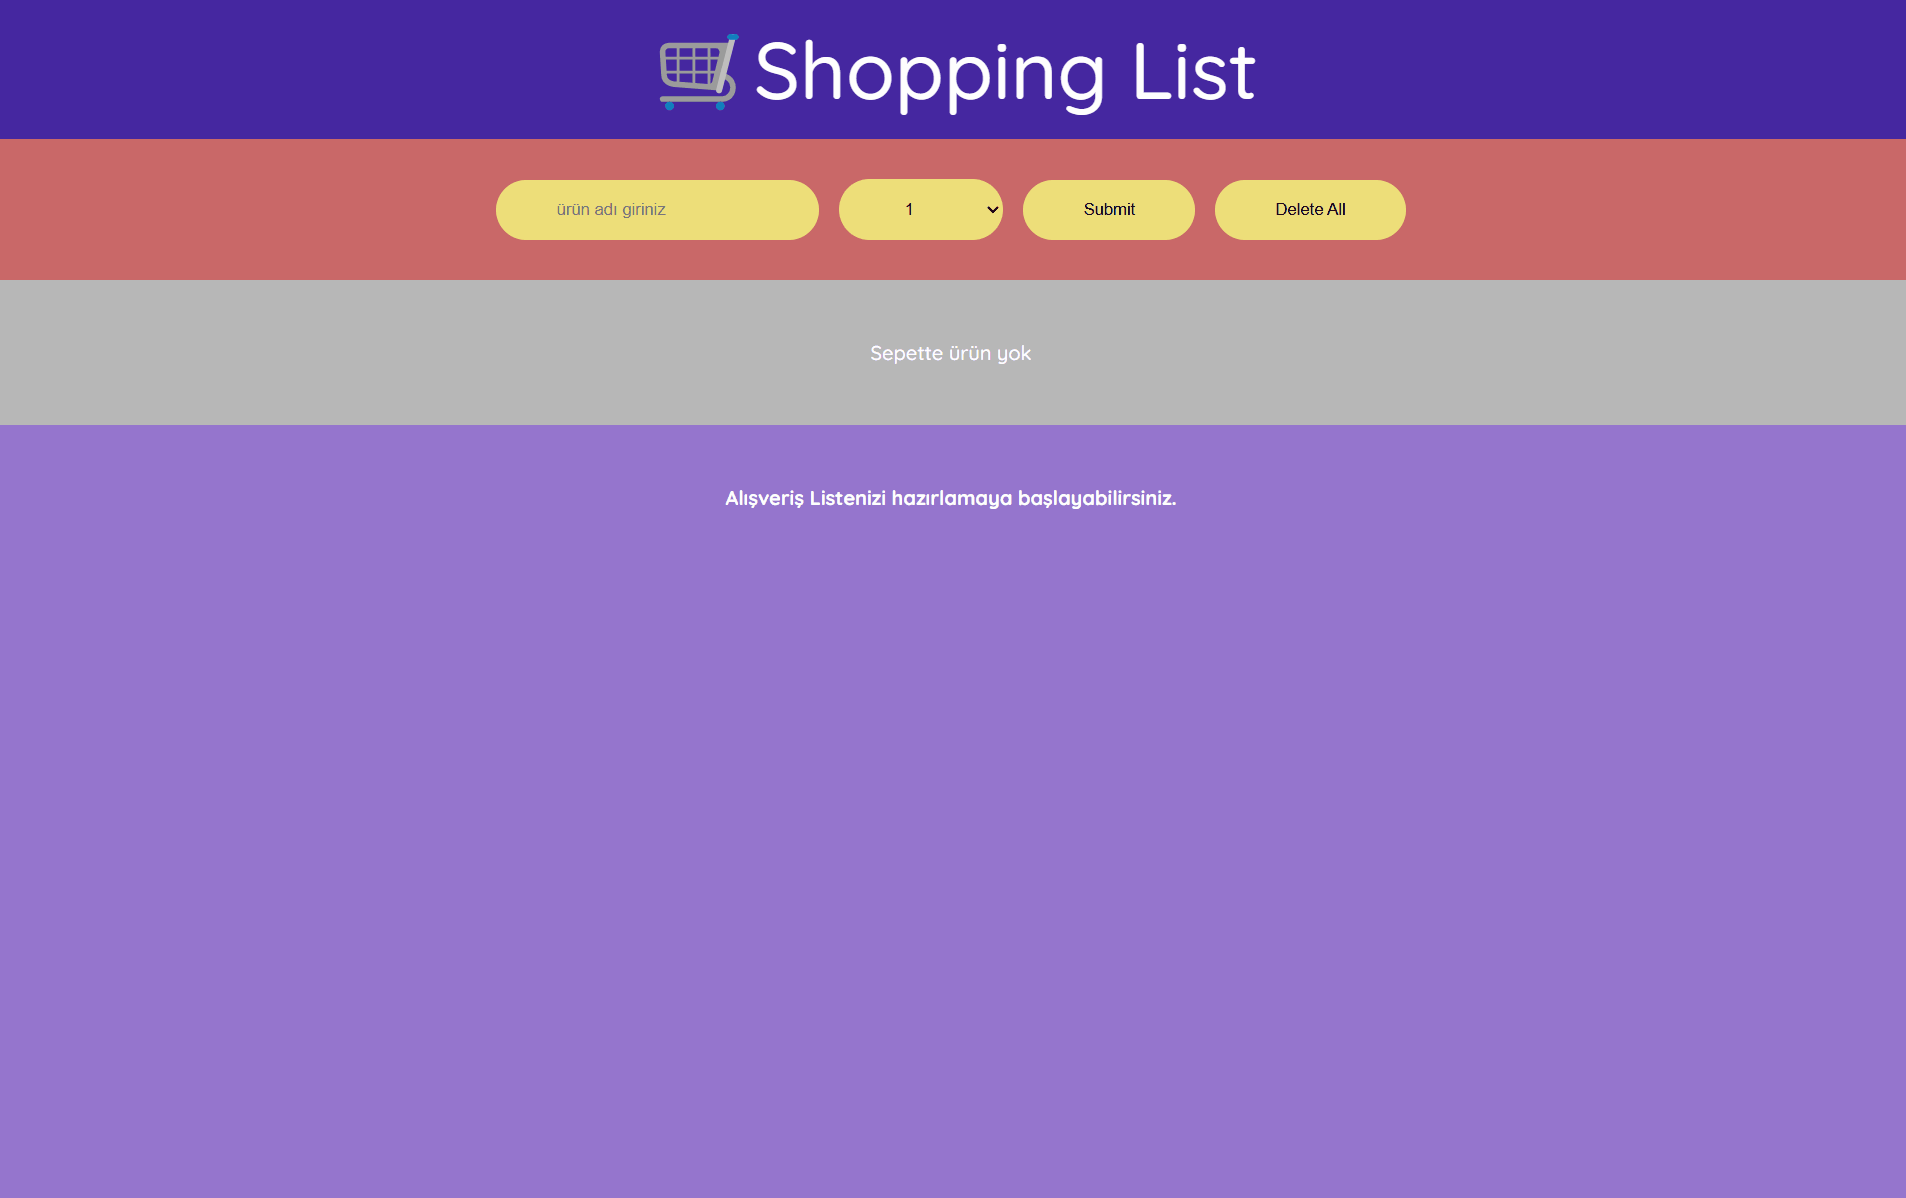 Shopping List
ürün adı giriniz 1 Submit Delete All
Sepette ürün yok
Alışveriş Listenizi hazırlamaya başlayabilirsiniz.